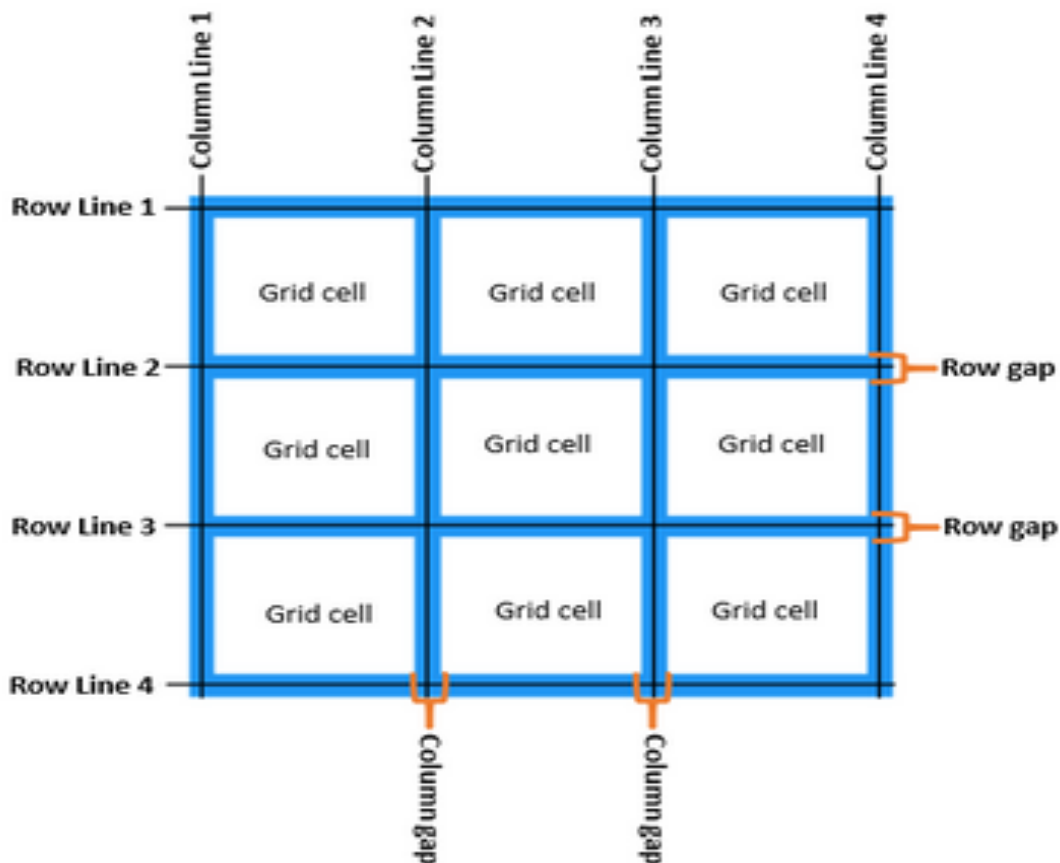 Column Line 1
Column Line 2
Column Line 3
Column Line 4
Row Line 1
Grid cell
Grid cell
Grid cell
Row Line 2
Row gap
Grid cell
Grid cell
Grid cell
Row Line 3
Row gap
Grid cell
Grid cell
Grid cell
Row Line 4
Column gap
Column gap